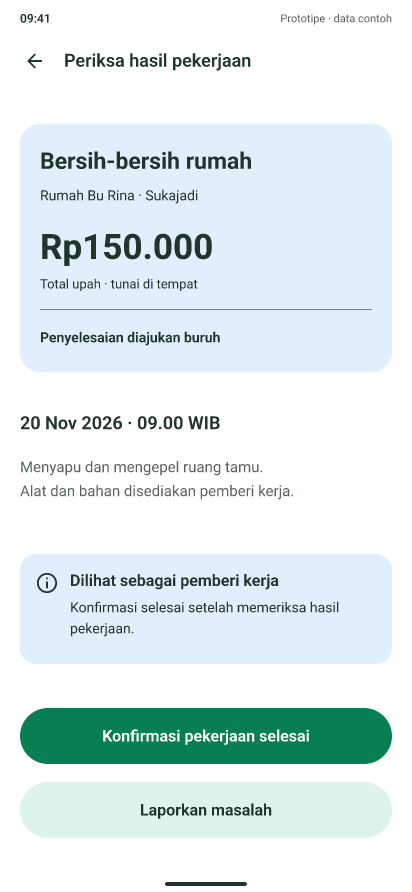 09:41
Prototipe · data contoh
Periksa hasil pekerjaan
Bersih-bersih rumah
Rumah Bu Rina · Sukajadi
Rp150.000
Total upah · tunai di tempat
Penyelesaian diajukan buruh
20 Nov 2026 · 09.00 WIB
Menyapu dan mengepel ruang tamu.
Alat dan bahan disediakan pemberi kerja.
Dilihat sebagai pemberi kerja
Konfirmasi selesai setelah memeriksa hasil
pekerjaan.
Konfirmasi pekerjaan selesai
Laporkan masalah